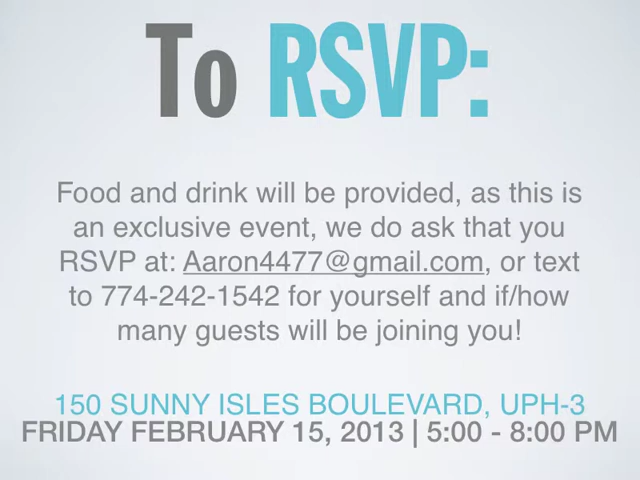 To RSVP:
Food and drink will be provided, as this is
an exclusive event, we do ask that you
RSVP at: Aaron4477@gmail.com, or text
to 774-242-1542 for yourself and if/how
many guests will be joining you!
150 SUNNY ISLES BOULEVARD, UPH-3
FRIDAY FEBRUARY 15, 2013 | 5:00 - 8:00 PM